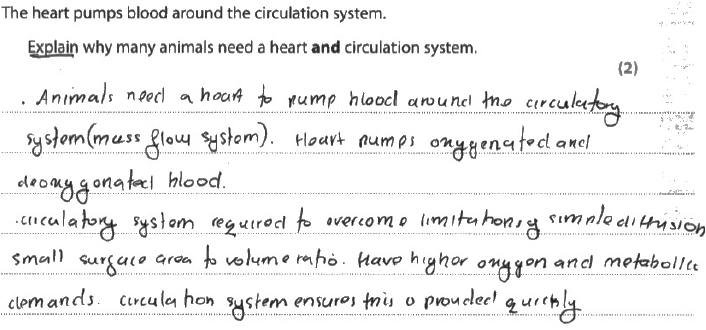 The heart pumps blood around the circulation system.
Explain why many animals need a heart and circulation system.
(2)
. Animals need a heart to pump blood around the circulatory
system (mass flow system). Heart pumps oxygenated and
deoxygonated blood.
. circulatory system required to overcome limitations of simple diffusion
small surface area to volume ratio. Have higher oxygen and metabolic
demands. circulation system ensures this is provided quickly